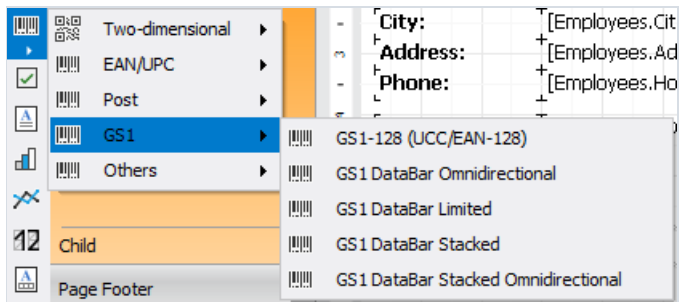 Two-dimensional
EAN/UPC
Post
GS1
Others
City: [Employees.Cit
Address: [Employees.Ad
Phone: [Employees.Ho
3
GS1-128 (UCC/EAN-128)
GS1 DataBar Omnidirectional
GS1 DataBar Limited
GS1 DataBar Stacked
GS1 DataBar Stacked Omnidirectional
12
Child
A
Page Footer